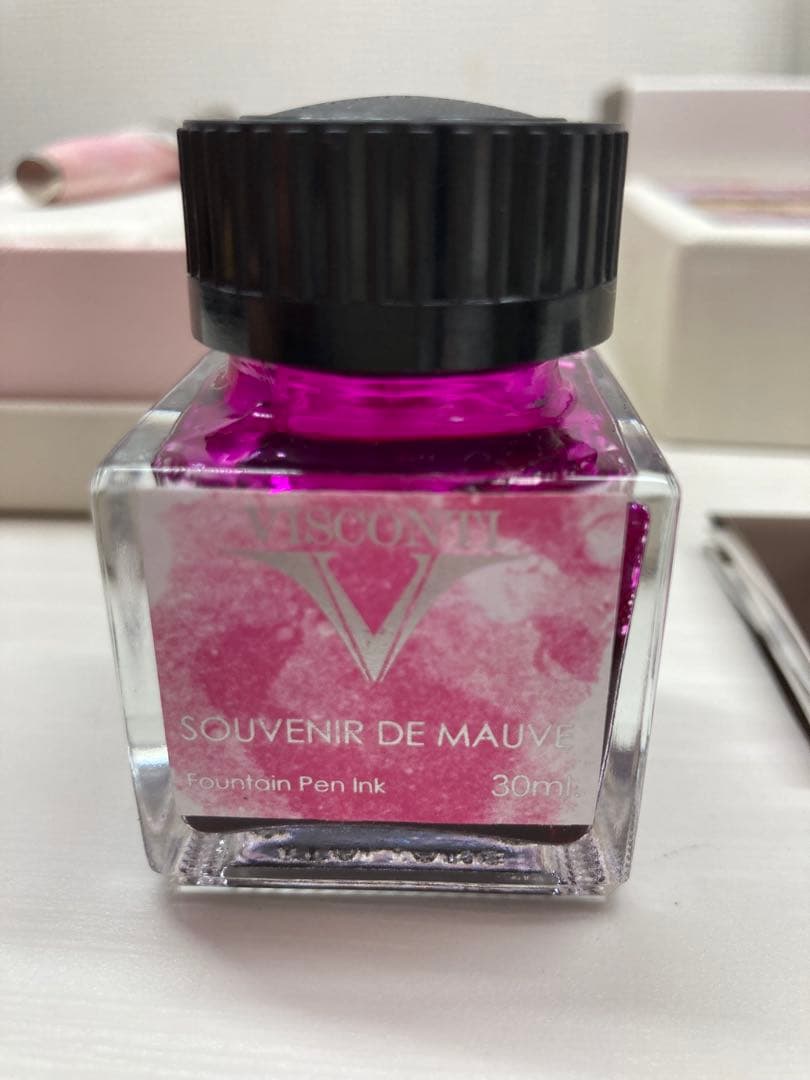 VISCONTI
V
SOUVENIR DE MAUVE
Fountain Pen Ink 30ml.